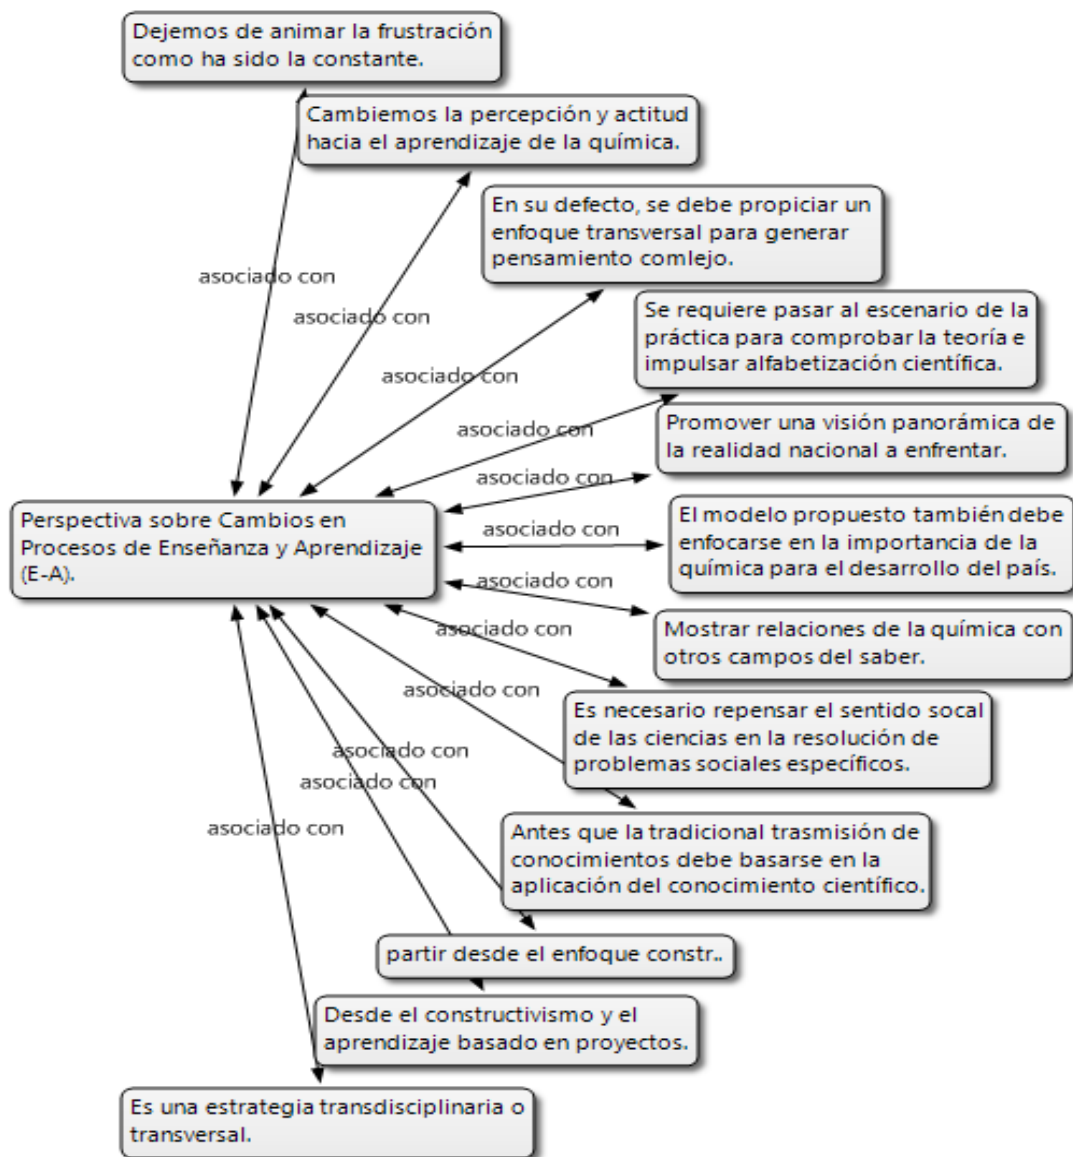 Dejemos de animar la frustración
como ha sido la constante.
Cambiemos la percepción y actitud
hacia el aprendizaje de la química.
En su defecto, se debe propiciar un
enfoque transversal para generar
pensamiento comlejo.
asociado con
Se requiere pasar al escenario de la
práctica para comprobar la teoría e
impulsar alfabetización científica.
asociado con
asociado con
asociado con
Promover una visión panorámica de
la realidad nacional a enfrentar.
asociado con
Perspectiva sobre Cambios en
Procesos de Enseñanza y Aprendizaje
(E-A).
asociado con
El modelo propuesto también debe
enfocarse en la importancia de la
química para el desarrollo del país.
asociado con
Mostrar relaciones de la química con
otros campos del saber.
asociado con
asociado con
Es necesario repensar el sentido socal
de las ciencias en la resolución de
problemas sociales específicos.
asociado con
asociado con
asociado con
Antes que la tradicional trasmisión de
conocimientos debe basarse en la
aplicación del conocimiento científico.
partir desde el enfoque constr..
Desde el constructivismo y el
aprendizaje basado en proyectos.
Es una estrategia transdisciplinaria o
transversal.